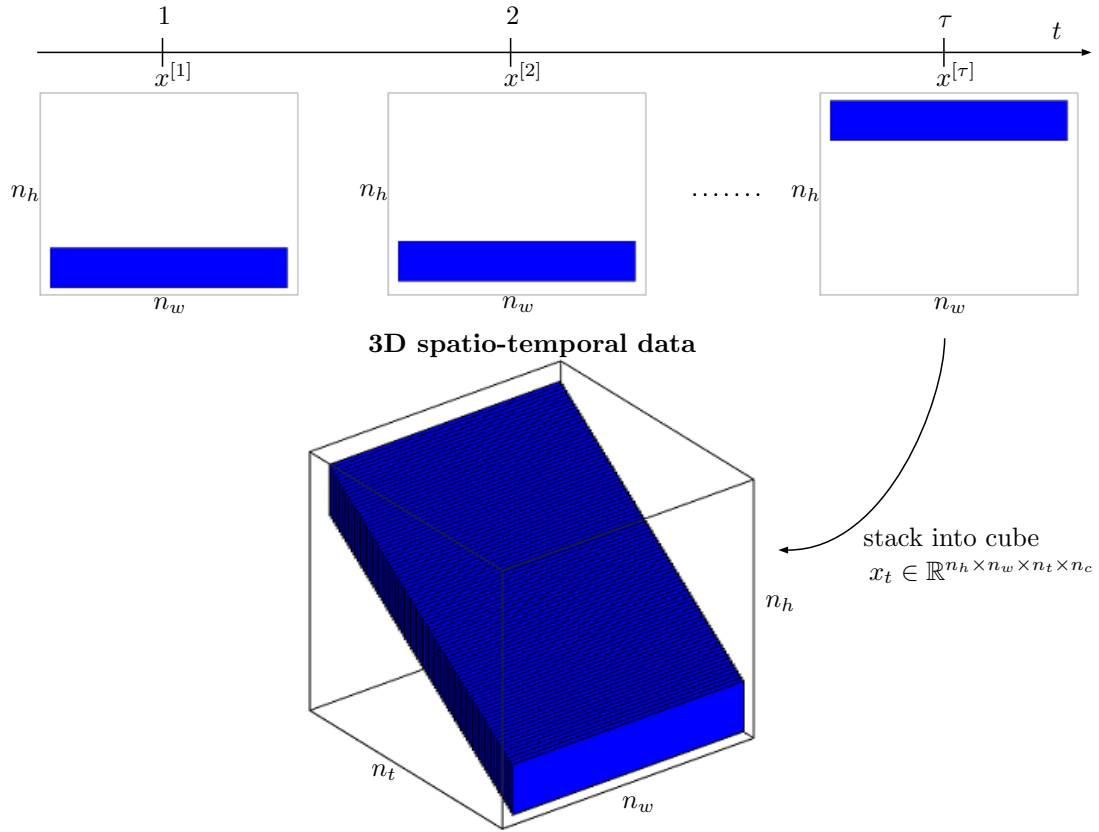 1 2 τ t
x^{[1]} x^{[2]} x^{[τ]}
n_h n_h ....... n_h
n_w n_w n_w
3D spatio-temporal data
stack into cube
x_t ∈ ℝ^{n_h×n_w×n_t×n_c}
n_h
n_t
n_w